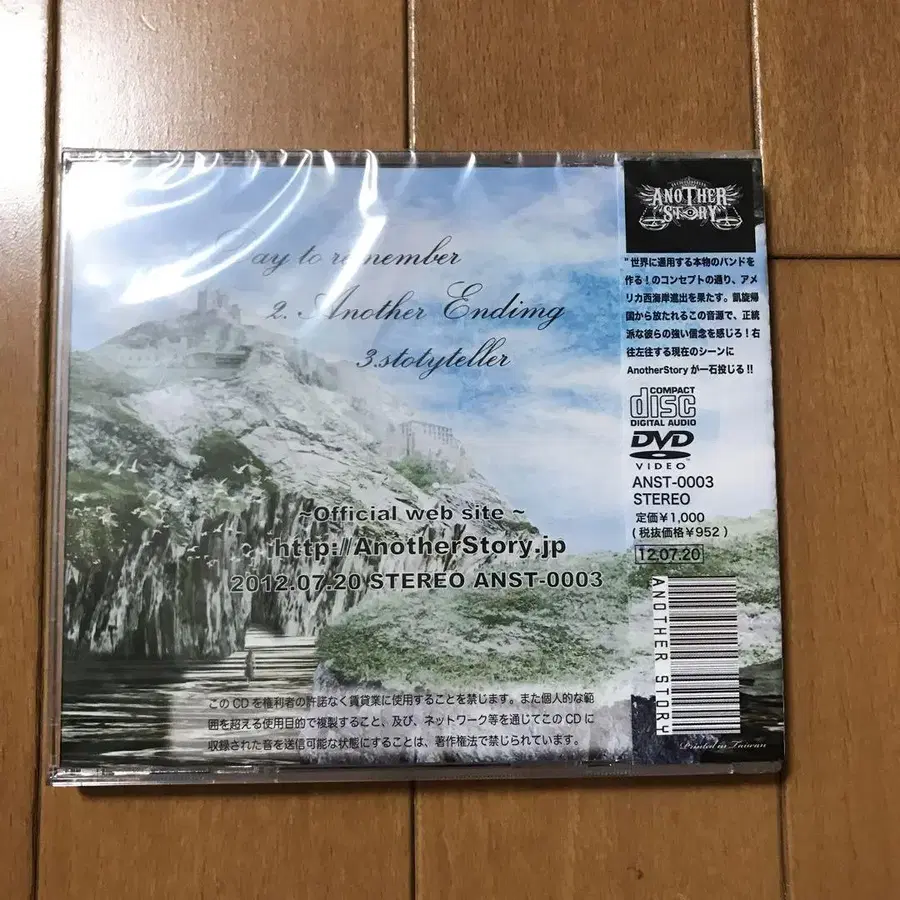 ay to remember
2. Another Endimg
3.stotyteller
~Official web site ~
http://AnotherStory.jp
2012.07.20 STEREO ANST-0003
このCDを権利者の許諾なく賃貸業に使用することを禁じます。また個人的な範
囲を超える使用目的で複製すること、及び、ネットワーク等を通じてこのCDに
収録された音を送信可能な状態にすることは、著作権法で禁じられています。
ANOTHER
STORY
"世界に通用する本物のバンドを
作る！のコンセプトの通り、アメ
リカ西海岸進出を果たす。凱旋帰
国から放たれるこの音源で、正統
派な彼らの強い信念を感じろ！右
往左往する現在のシーンに
AnotherStoryが一石投じる!!
COMPACT
disc
DIGITAL AUDIO
DVD
VIDEO
ANST-0003
STEREO
定価¥1,000
(税抜価格¥952)
12.07.20
ANOTHER STORY
Printed in Taiwan